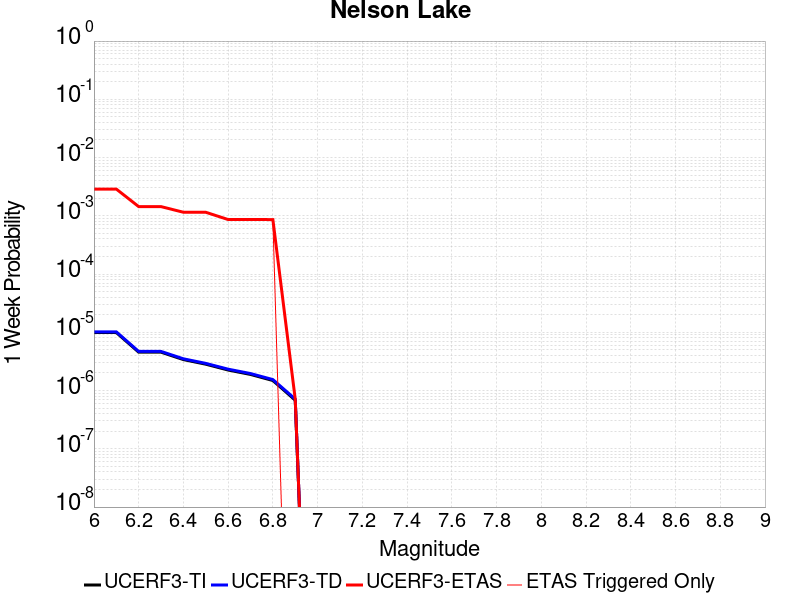 Nelson Lake
10^0
10^-1
10^-2
10^-3
10^-4
10^-5
10^-6
10^-7
10^-8
1 Week Probability
6 6.2 6.4 6.6 6.8 7 7.2 7.4 7.6 7.8 8 8.2 8.4 8.6 8.8 9
Magnitude
UCERF3-TI UCERF3-TD UCERF3-ETAS ETAS Triggered Only